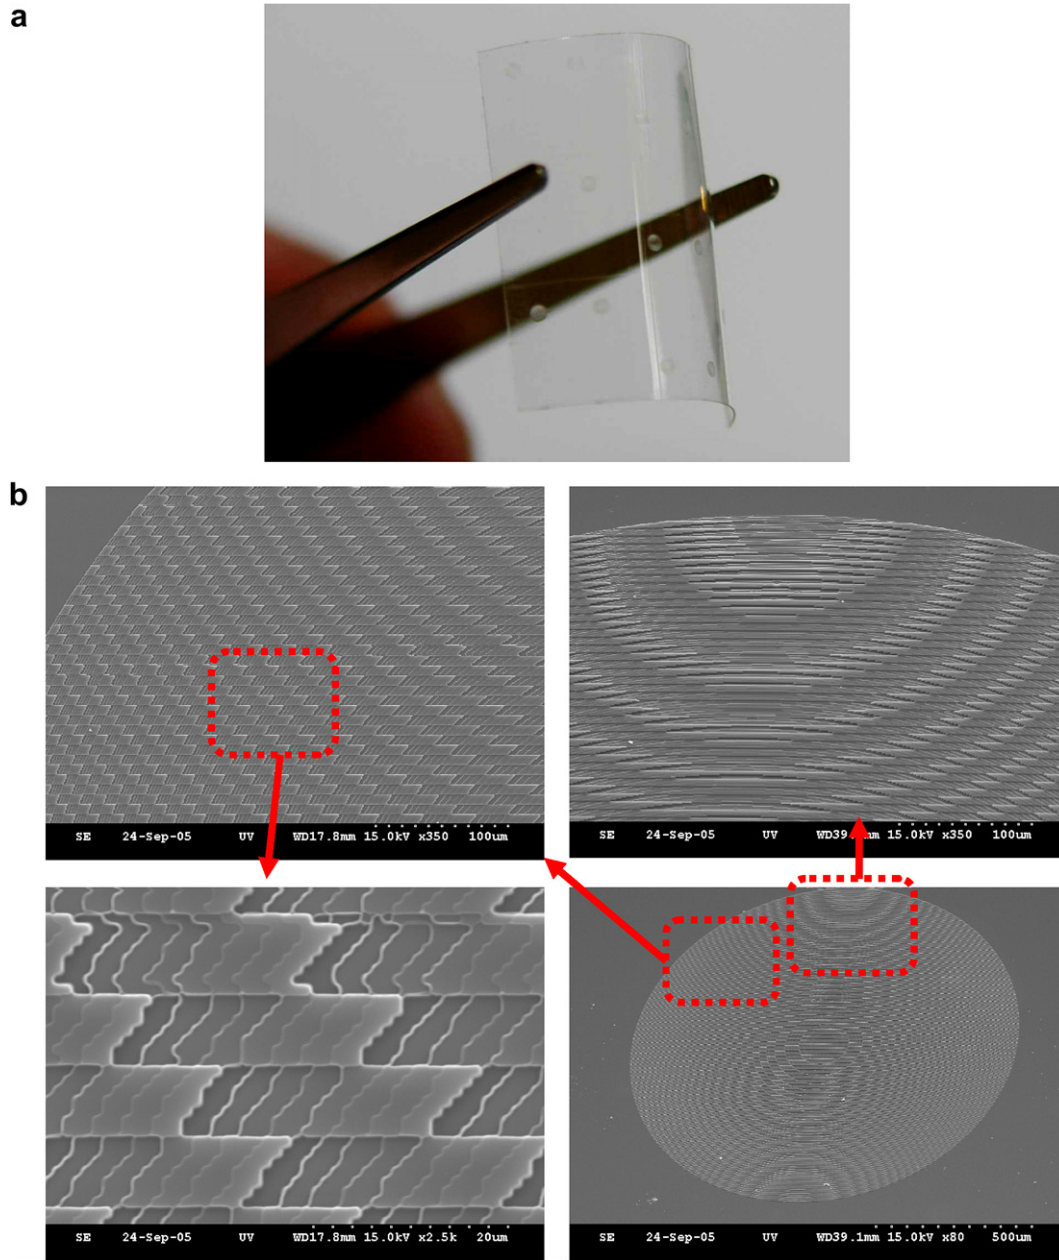 a
b
SE 24-Sep-05 UV WD17.8mm 15.0kV x350 100um
SE 24-Sep-05 UV WD39. mm 15.0kV x350 100um
SE 24-Sep-05 UV WD17.8mm 15.0kV x2.5k 20um
SE 24-Sep-05 UV WD39.1mm 15.0kV x80 500um